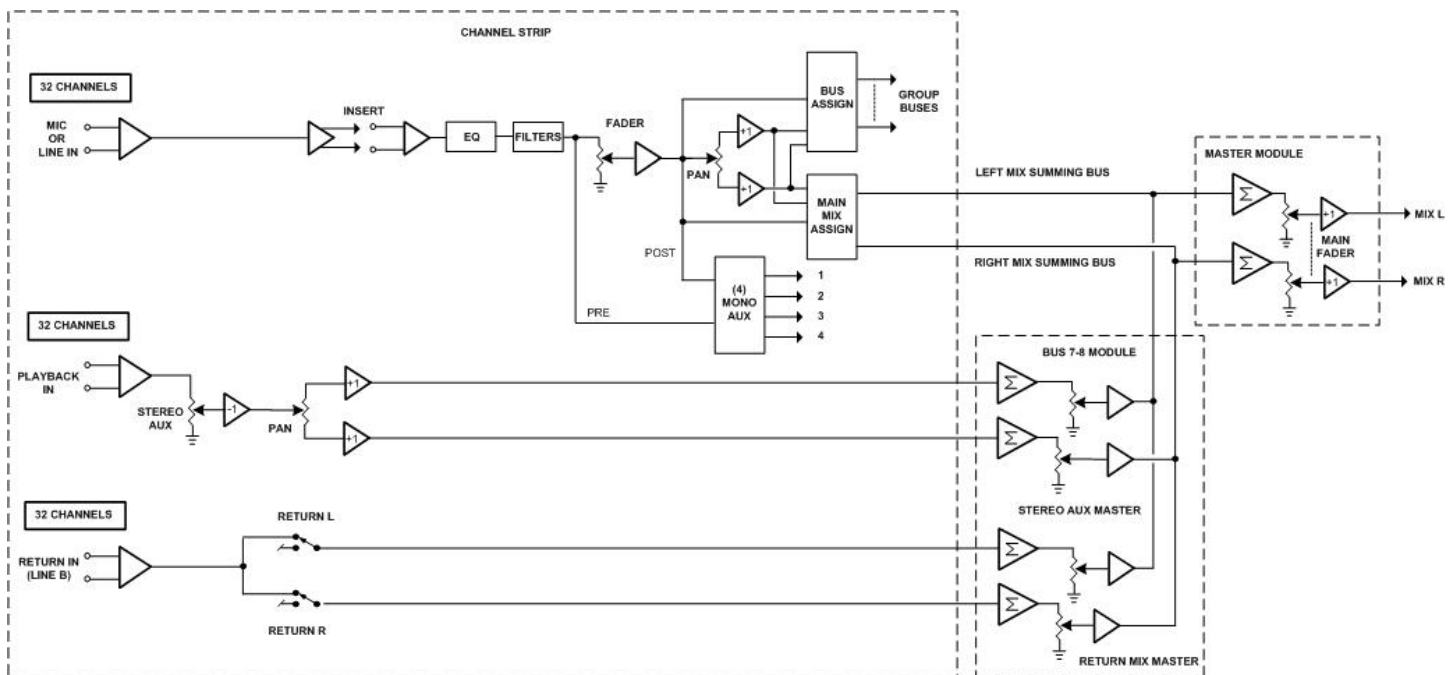 CHANNEL STRIP
32 CHANNELS
MIC
OR
LINE IN
INSERT
EQ
FILTERS
FADER
PAN
+1
+1
BUS
ASSIGN
GROUP
BUSES
MAIN
MIX
ASSIGN
POST
PRE
(4)
MONO
AUX
1
2
3
4
LEFT MIX SUMMING BUS
RIGHT MIX SUMMING BUS
MASTER MODULE
Σ
Σ
+1
+1
MAIN
FADER
MIX L
MIX R
32 CHANNELS
PLAYBACK
IN
STEREO
AUX
-1
PAN
+1
+1
BUS 7-8 MODULE
Σ
Σ
STEREO AUX MASTER
32 CHANNELS
RETURN IN
(LINE B)
RETURN L
RETURN R
Σ
Σ
RETURN MIX MASTER